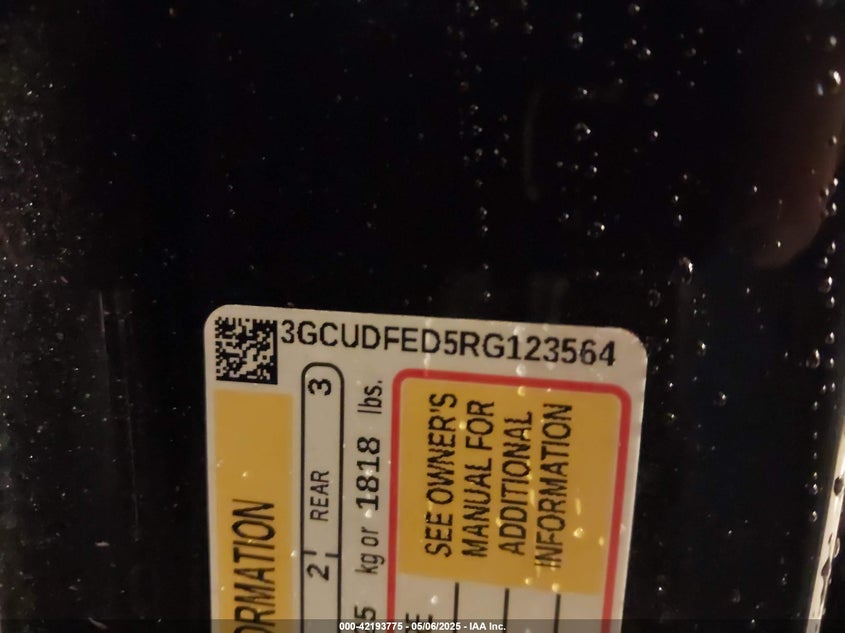 3GCUDFED5RG123564
3
REAR
2
kg or 1818 lbs.
5
SEE OWNER'S
MANUAL FOR
ADDITIONAL
INFORMATION
000-42193775 - 05/06/2025 - IAA Inc.